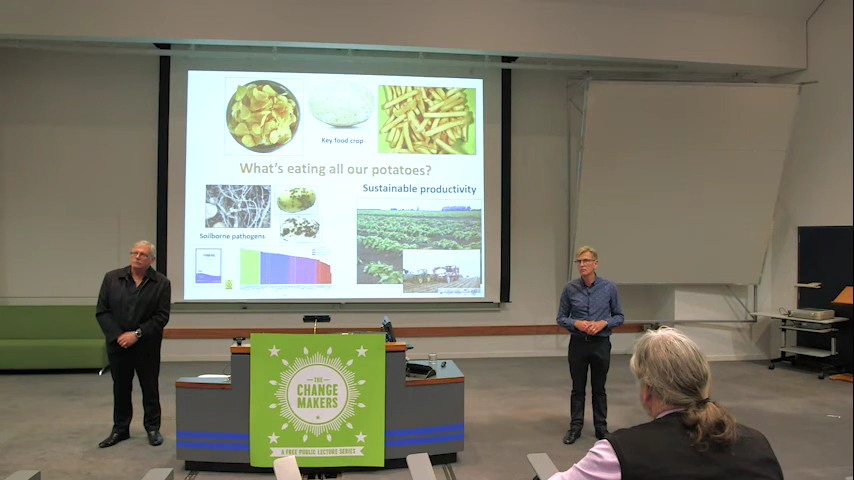 Key food crop
What's eating all our potatoes?
Sustainable productivity
Soilborne pathogens
THE
CHANGE
MAKERS
A FREE PUBLIC LECTURE SERIES